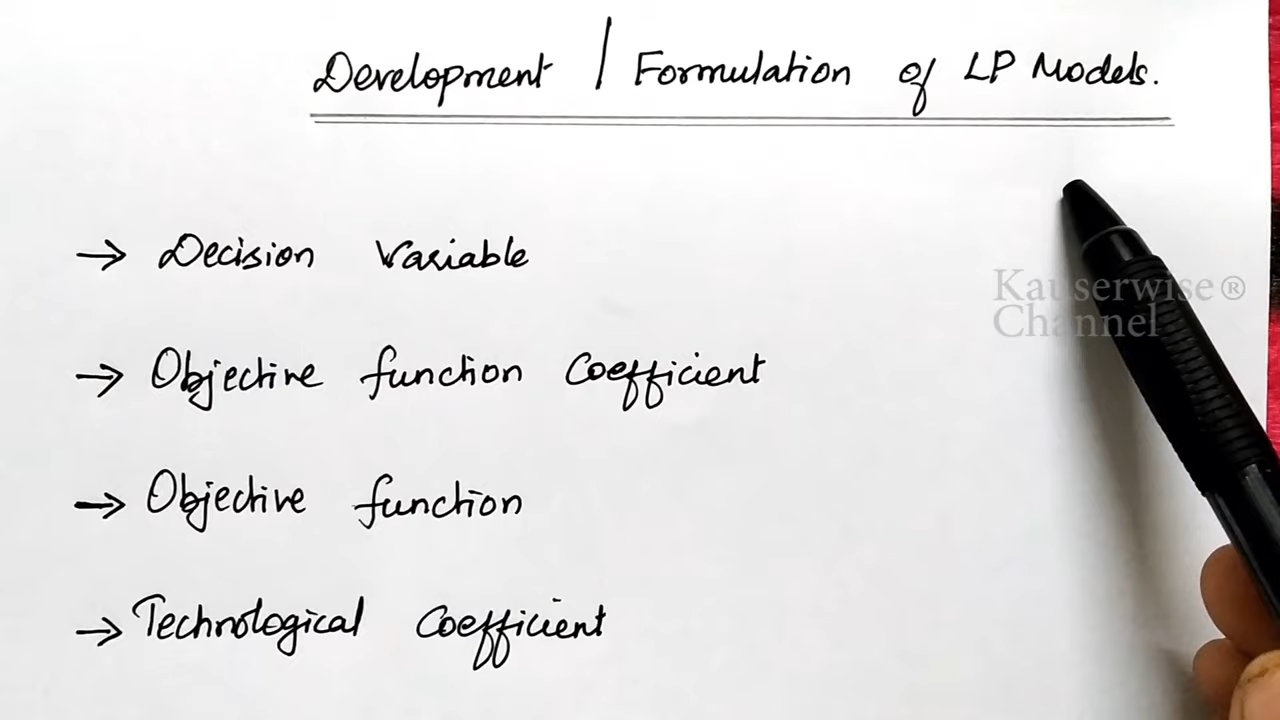 Development / Formulation of LP Models.
→ Decision Variable
Kauserwise®
Channel
→ Objective function Coefficient
→ Objective function
→ Technological Coefficient